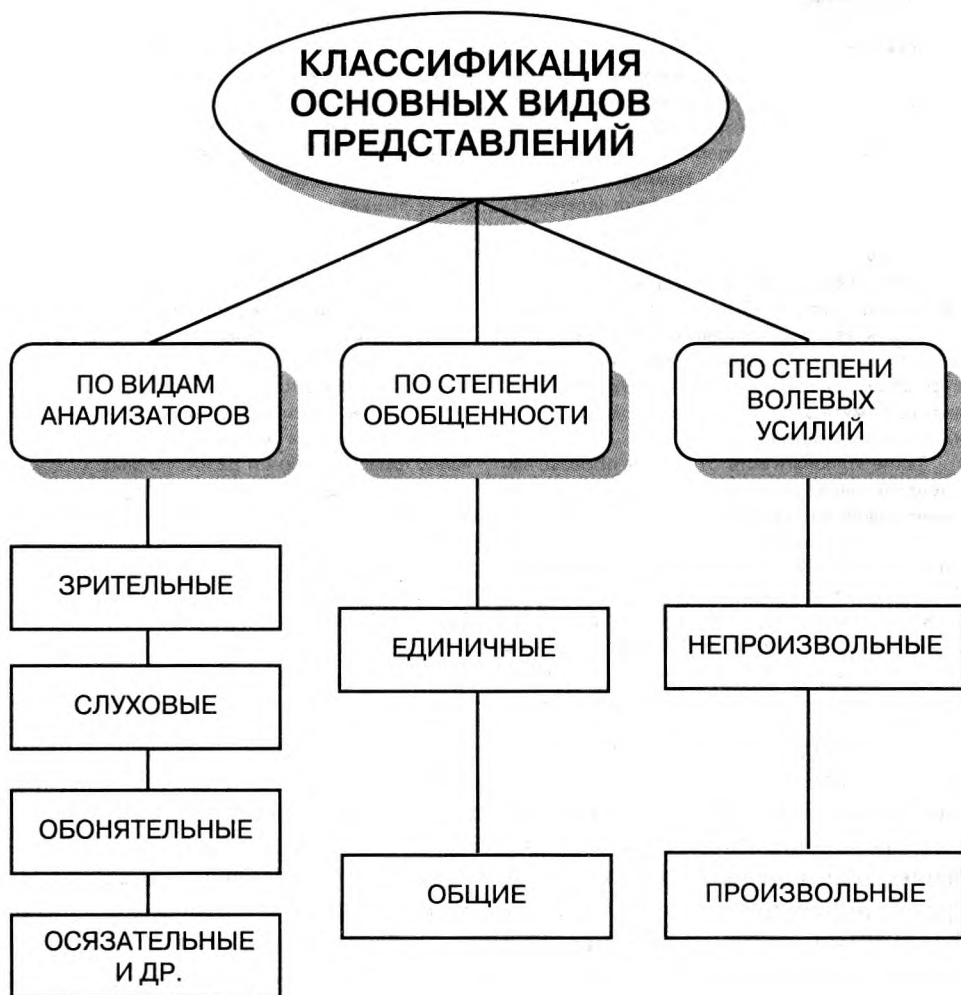 КЛАССИФИКАЦИЯ
ОСНОВНЫХ ВИДОВ
ПРЕДСТАВЛЕНИЙ
ПО ВИДАМ
АНАЛИЗАТОРОВ
ЗРИТЕЛЬНЫЕ
СЛУХОВЫЕ
ОБОНЯТЕЛЬНЫЕ
ОСЯЗАТЕЛЬНЫЕ
И ДР.
ПО СТЕПЕНИ
ОБОБЩЕННОСТИ
ЕДИНИЧНЫЕ
ОБЩИЕ
ПО СТЕПЕНИ
ВОЛЕВЫХ
УСИЛИЙ
НЕПРОИЗВОЛЬНЫЕ
ПРОИЗВОЛЬНЫЕ